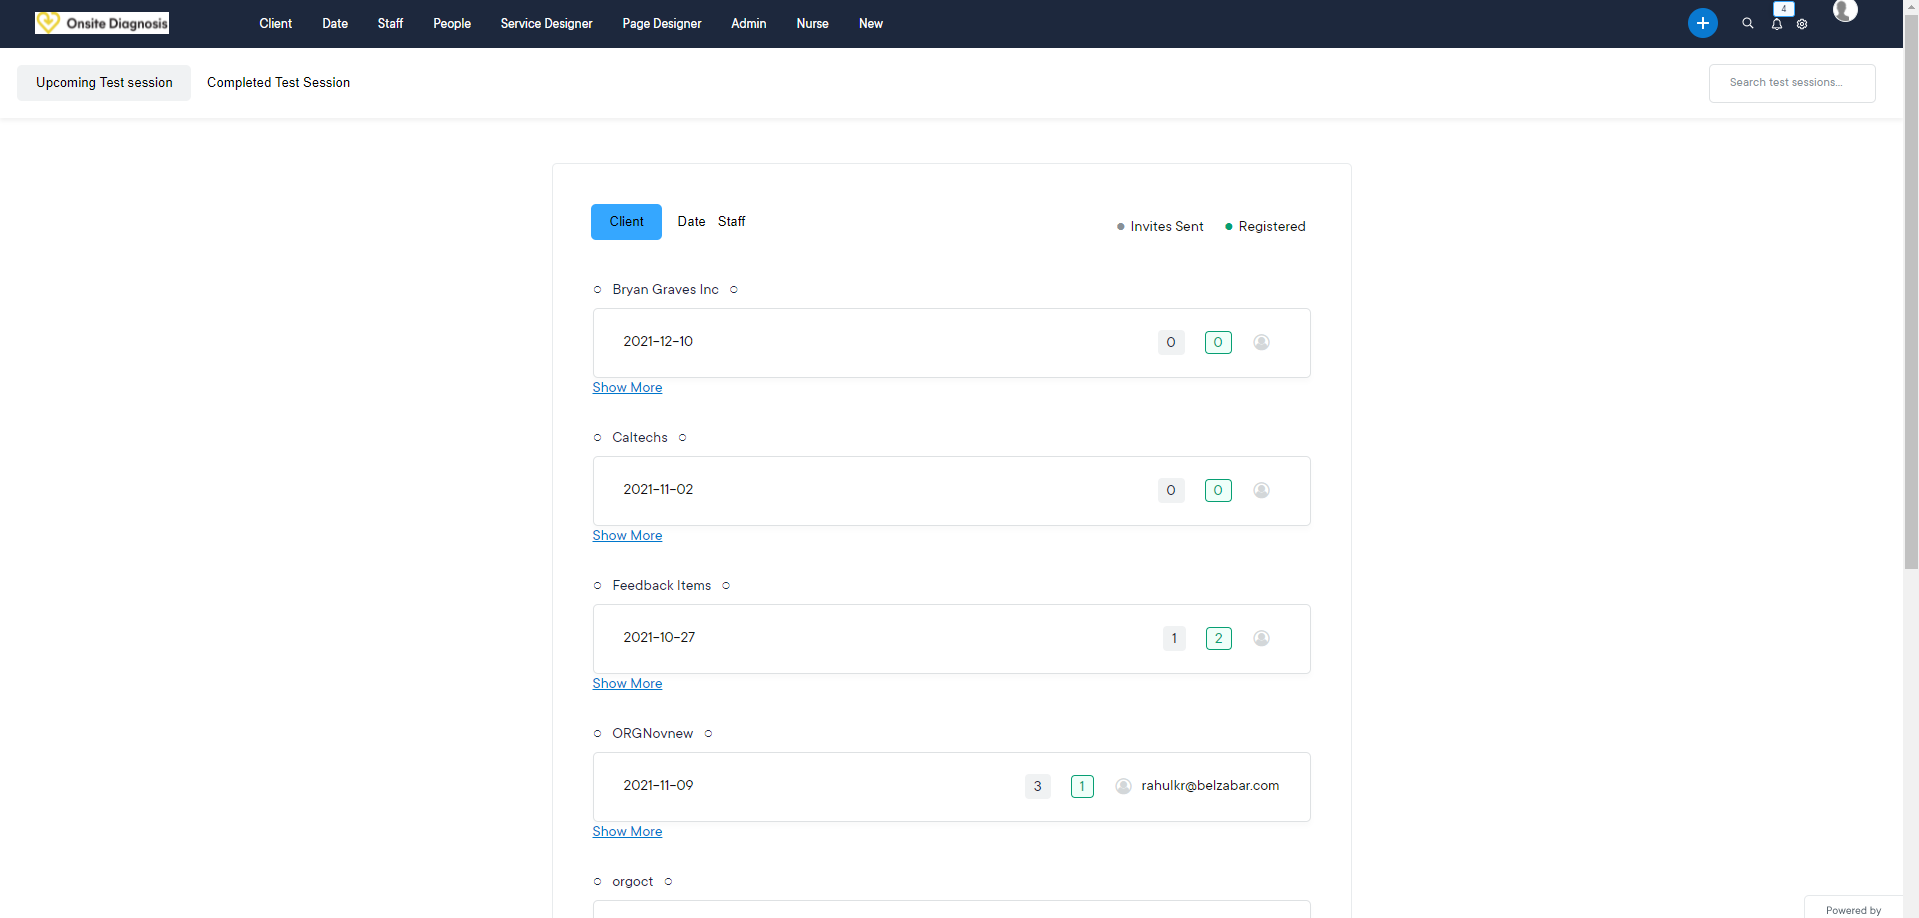 Onsite Diagnosis
Client Date Staff People Service Designer Page Designer Admin Nurse New
4
Upcoming Test session Completed Test Session
Search test sessions...
Client Date Staff
Invites Sent Registered
Bryan Graves Inc
2021-12-10 0 0
Show More
Caltechs
2021-11-02 0 0
Show More
Feedback Items
2021-10-27 1 2
Show More
ORGNovnew
2021-11-09 3 1 rahulkr@belzabar.com
Show More
orgoct
Powered by